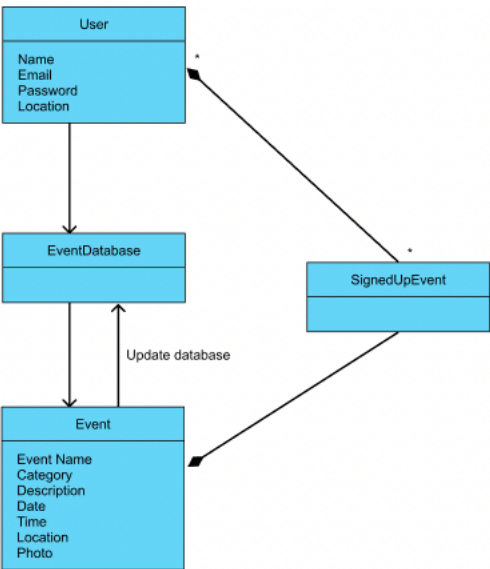 User
Name
Email
Password
Location
*
*
EventDatabase
SignedUpEvent
Update database
Event
Event Name
Category
Description
Date
Time
Location
Photo